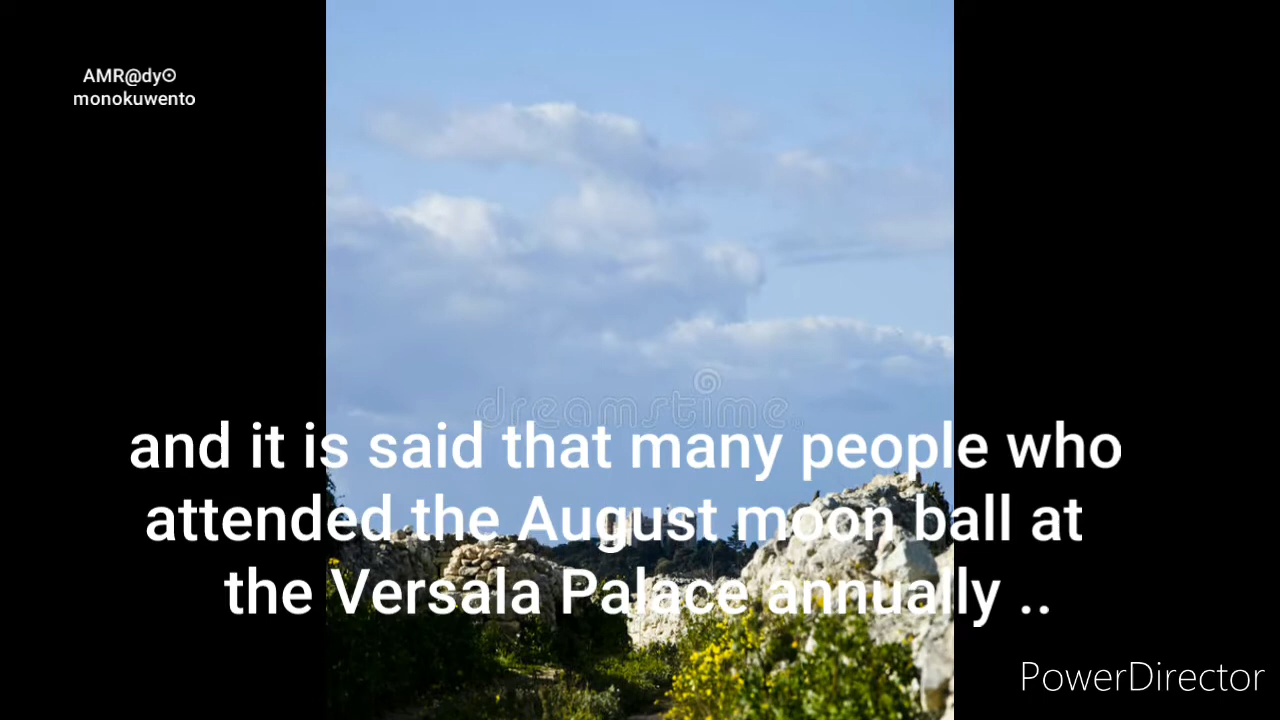 AMR@dy⊙
monokuwento
dreamstime
and it is said that many people who
attended the August moon ball at
the Versala Palace annually ..
PowerDirector